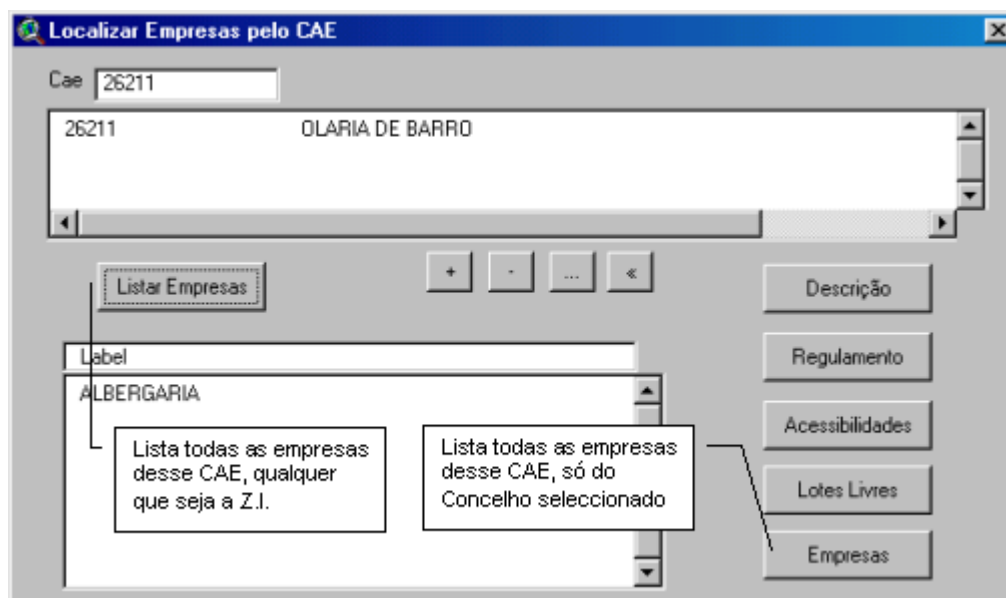 Localizar Empresas pelo CAE
Cae 26211
26211 OLARIA DE BARRO
Listar Empresas + - ... «
Descrição
Label
Regulamento
ALBERGARIA
Acessibilidades
Lista todas as empresas
desse CAE, qualquer
que seja a Z.I.
Lista todas as empresas
desse CAE, só do
Concelho seleccionado
Lotes Livres
Empresas